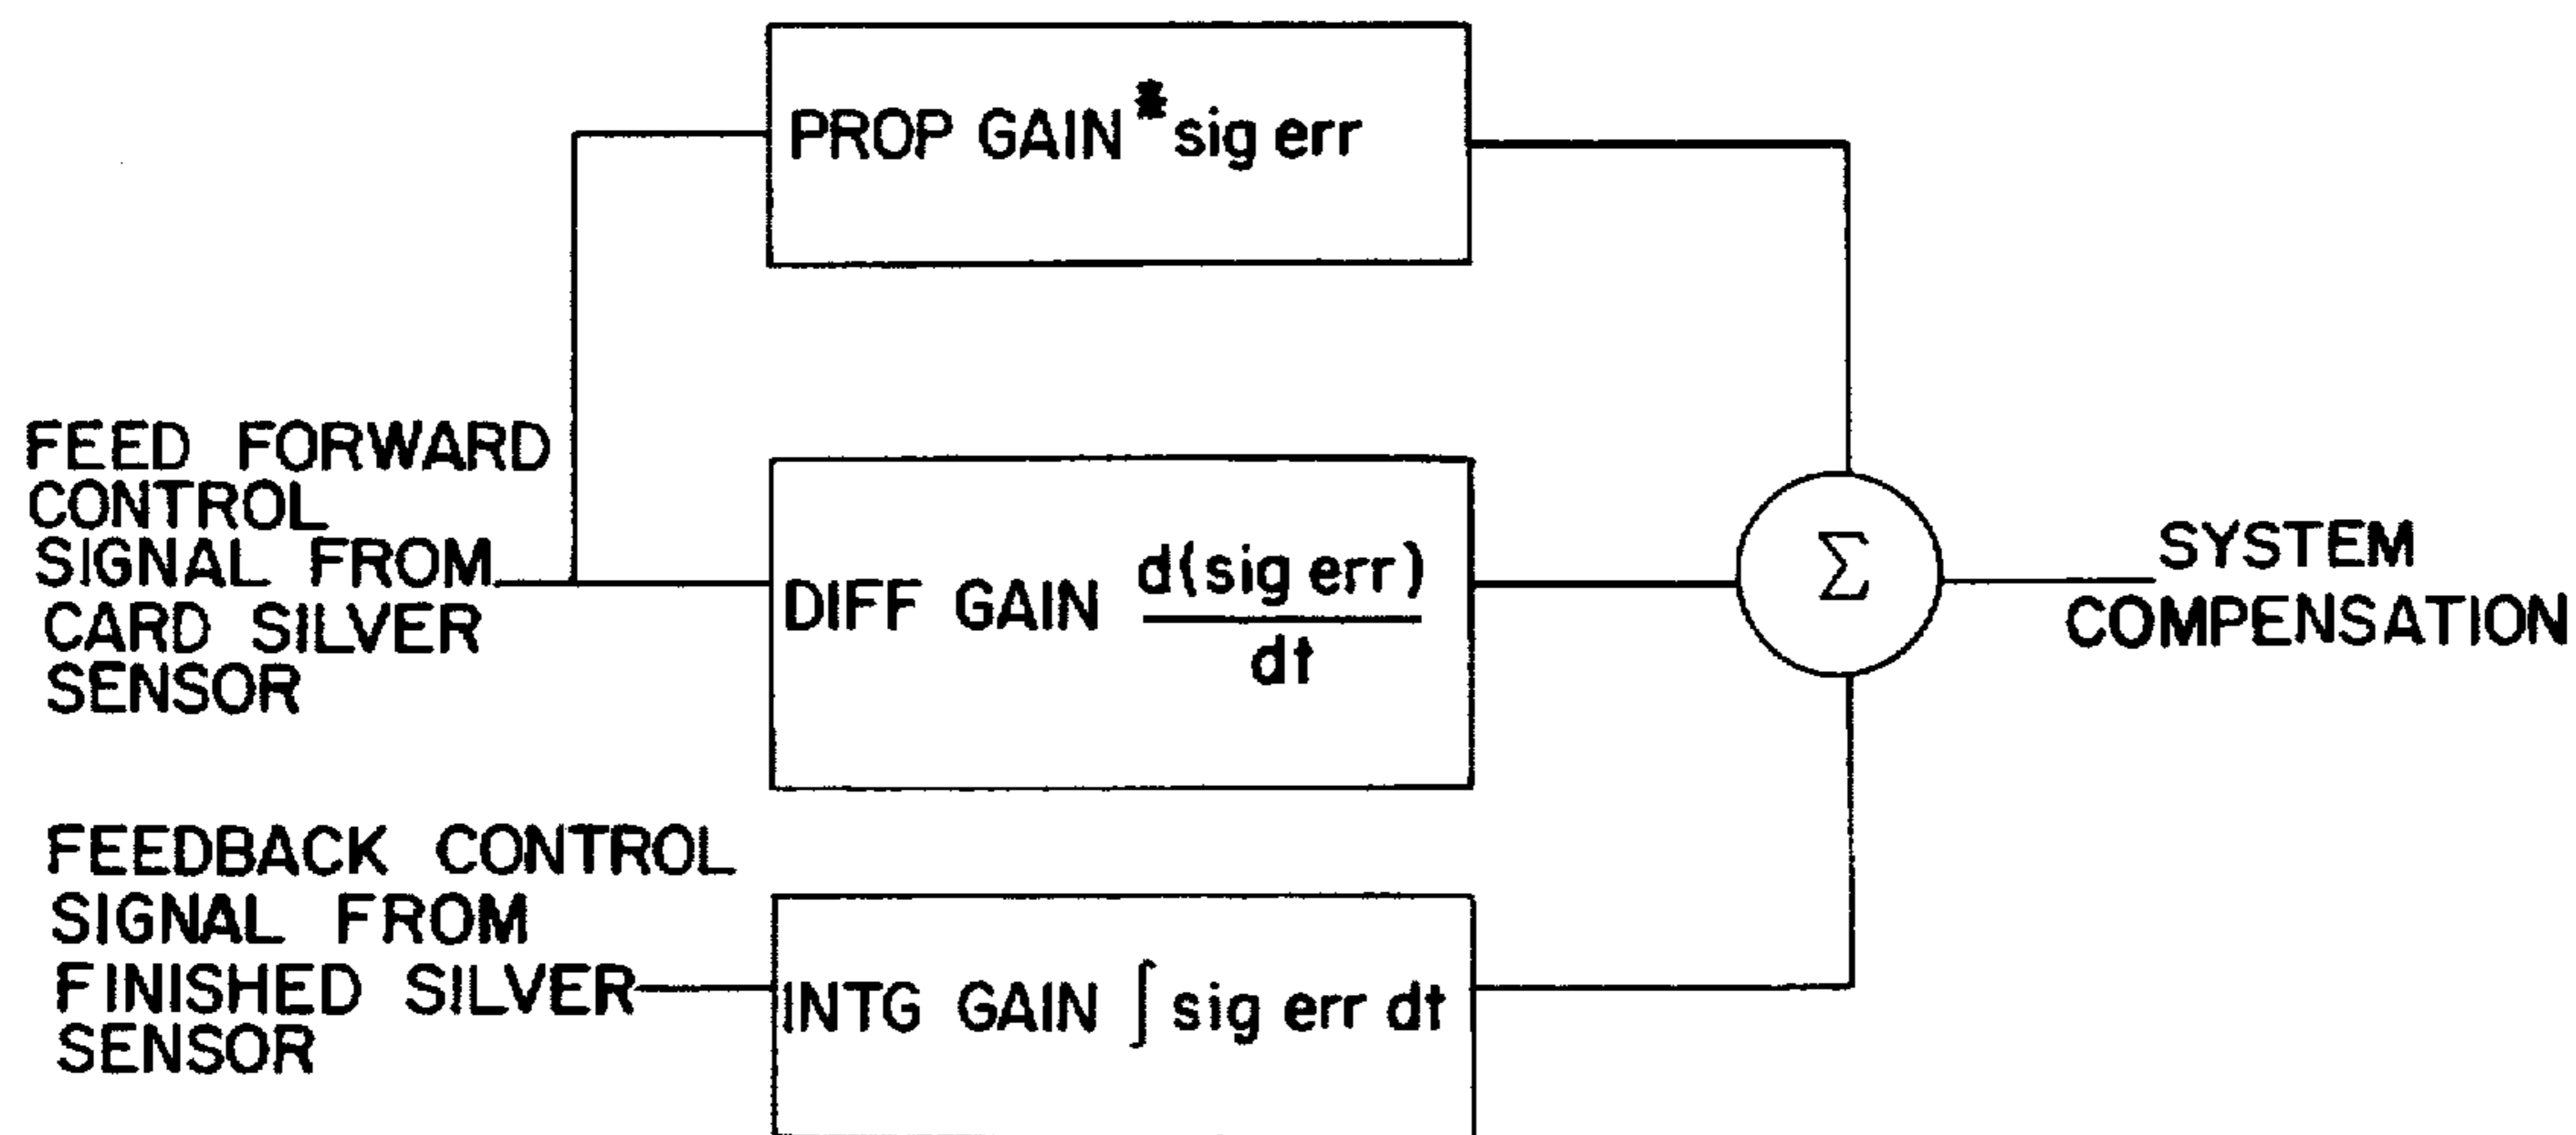 PROP GAIN * sig err
FEED FORWARD
CONTROL
SIGNAL FROM
CARD SILVER
SENSOR
DIFF GAIN d(sig err)
dt
Σ
SYSTEM
COMPENSATION
FEEDBACK CONTROL
SIGNAL FROM
FINISHED SILVER
SENSOR
INTG GAIN ∫ sig err dt